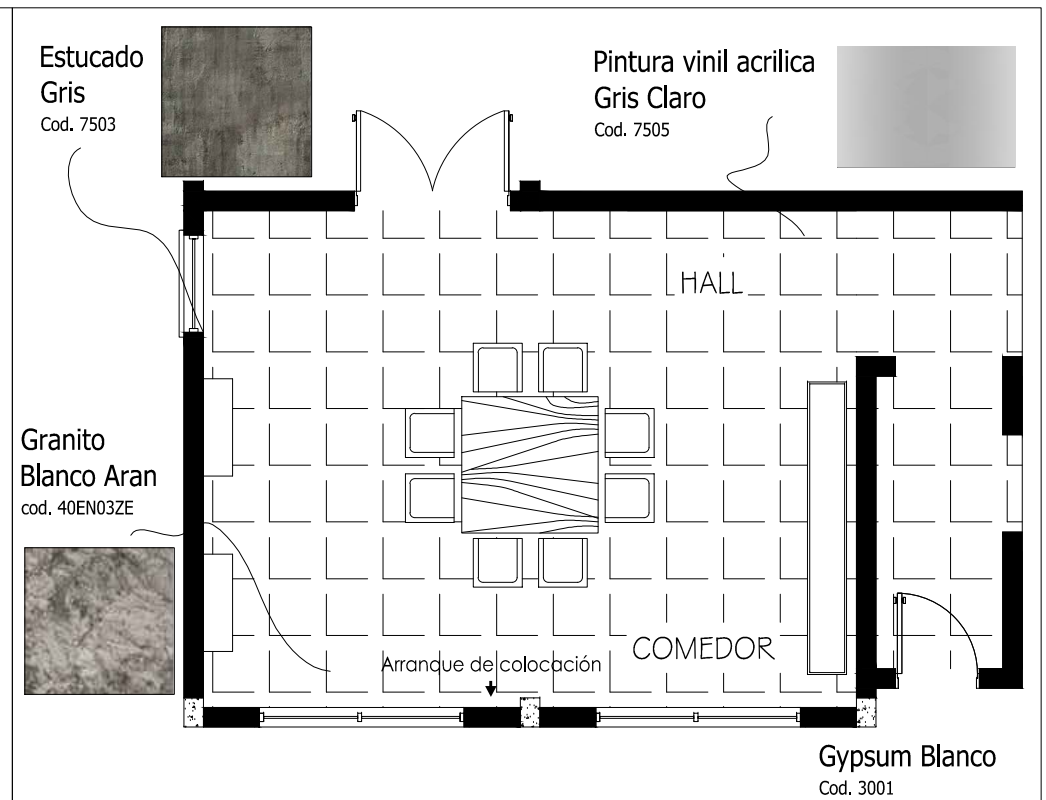 Estucado
Gris
Cod. 7503
Pintura vinil acrilica
Gris Claro
Cod. 7505
HALL
Granito
Blanco Aran
cod. 40EN03ZE
COMEDOR
Arranque de colocación
Gypsum Blanco
Cod. 3001